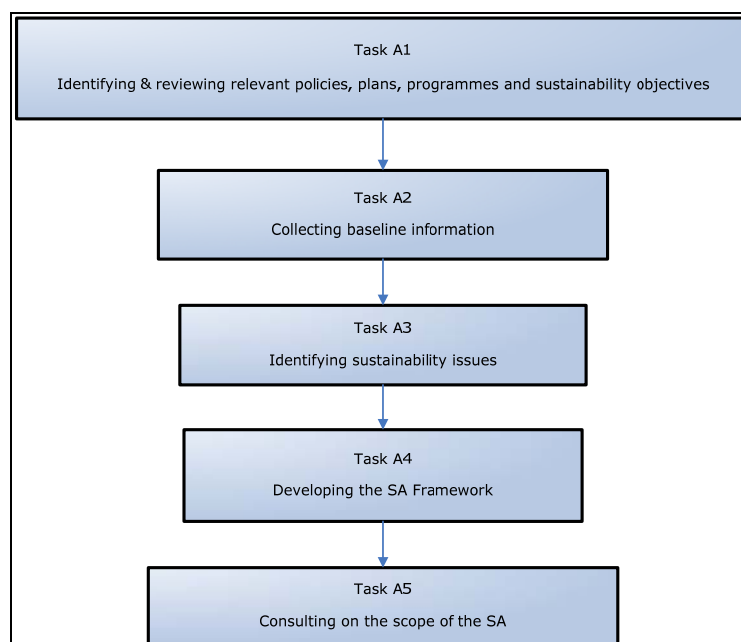 Task A1
Identifying & reviewing relevant policies, plans, programmes and sustainability objectives
Task A2
Collecting baseline information
Task A3
Identifying sustainability issues
Task A4
Developing the SA Framework
Task A5
Consulting on the scope of the SA